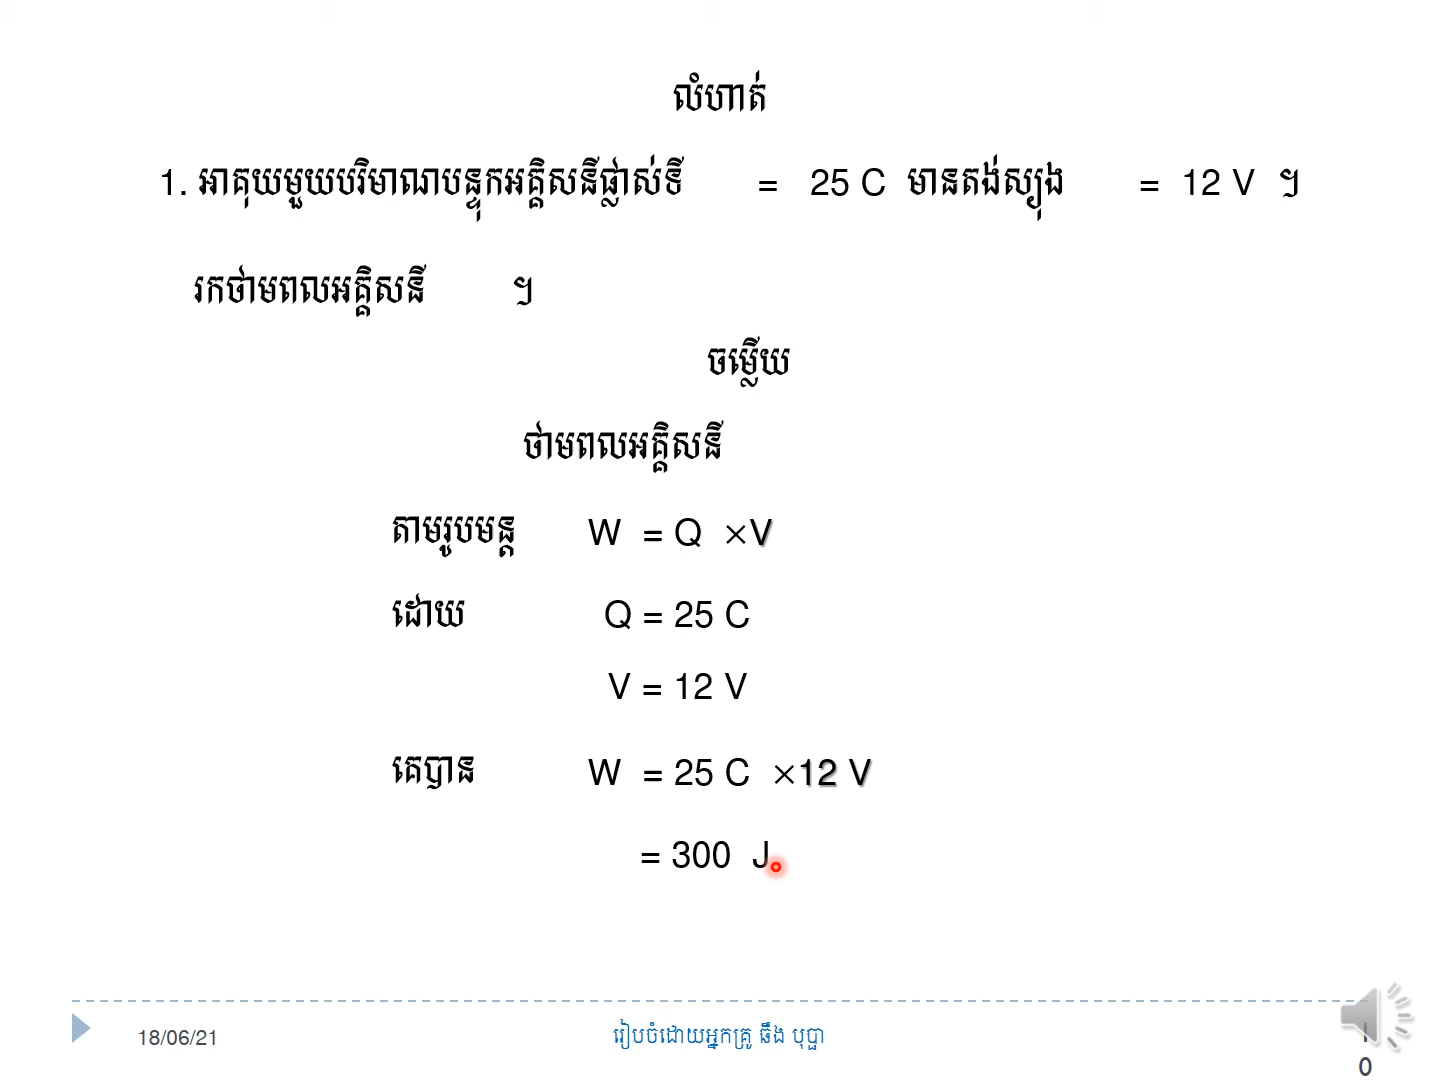 លំហាត់
1. អាគុយមួយបរិមាណបន្ទុកអគ្គិសនីផ្លាស់ទី = 25 C មានតង់ស្យុង = 12 V ។
រកថាមពលអគ្គិសនី ។
ចម្លើយ
ថាមពលអគ្គិសនី
តាមរូបមន្ត W = Q ×V
ដោយ Q = 25 C
V = 12 V
គេបាន W = 25 C ×12 V
= 300 J
18/06/21 រៀបចំដោយអ្នកគ្រូ ឆឹង បុប្ផា 1
0